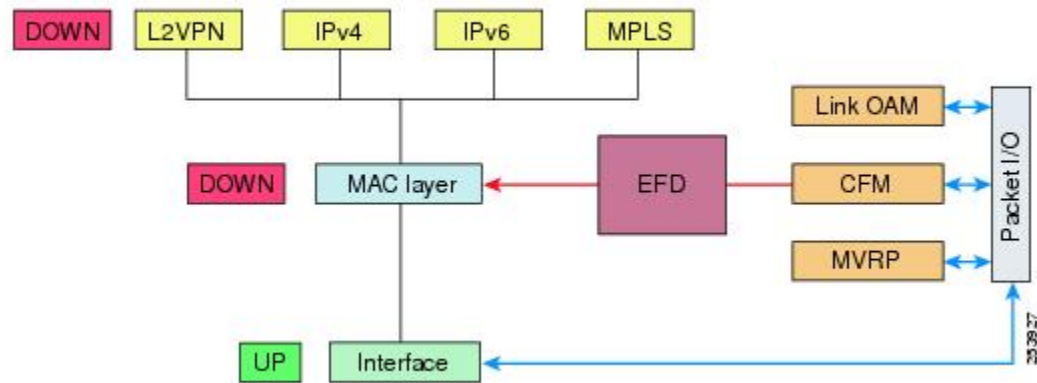 DOWN
L2VPN
IPv4
IPv6
MPLS
Link OAM
DOWN
MAC layer
EFD
CFM
Packet I/O
MVRP
UP
Interface
253927